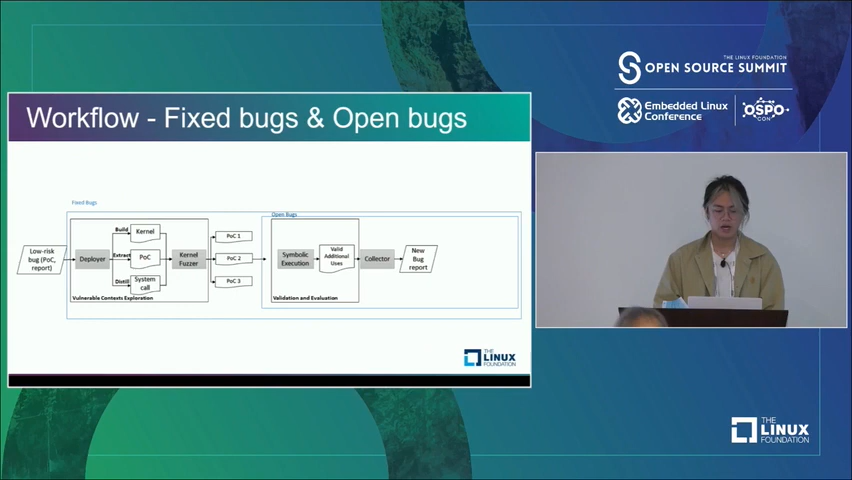 THE LINUX FOUNDATION
OPEN SOURCE SUMMIT
Embedded Linux
Conference
OSPO
CON
Workflow - Fixed bugs & Open bugs
Fixed Bugs
Open Bugs
Low-risk
bug (PoC,
report)
Deployer
Build
Kernel
Extract
PoC
Distill
System
call
Kernel
Fuzzer
Vulnerable Contexts Exploration
PoC 1
PoC 2
PoC 3
Symbolic
Execution
Valid
Additional
Uses
Validation and Evaluation
Collector
New
Bug
report
THE
LINUX
FOUNDATION
THE
LINUX
FOUNDATION